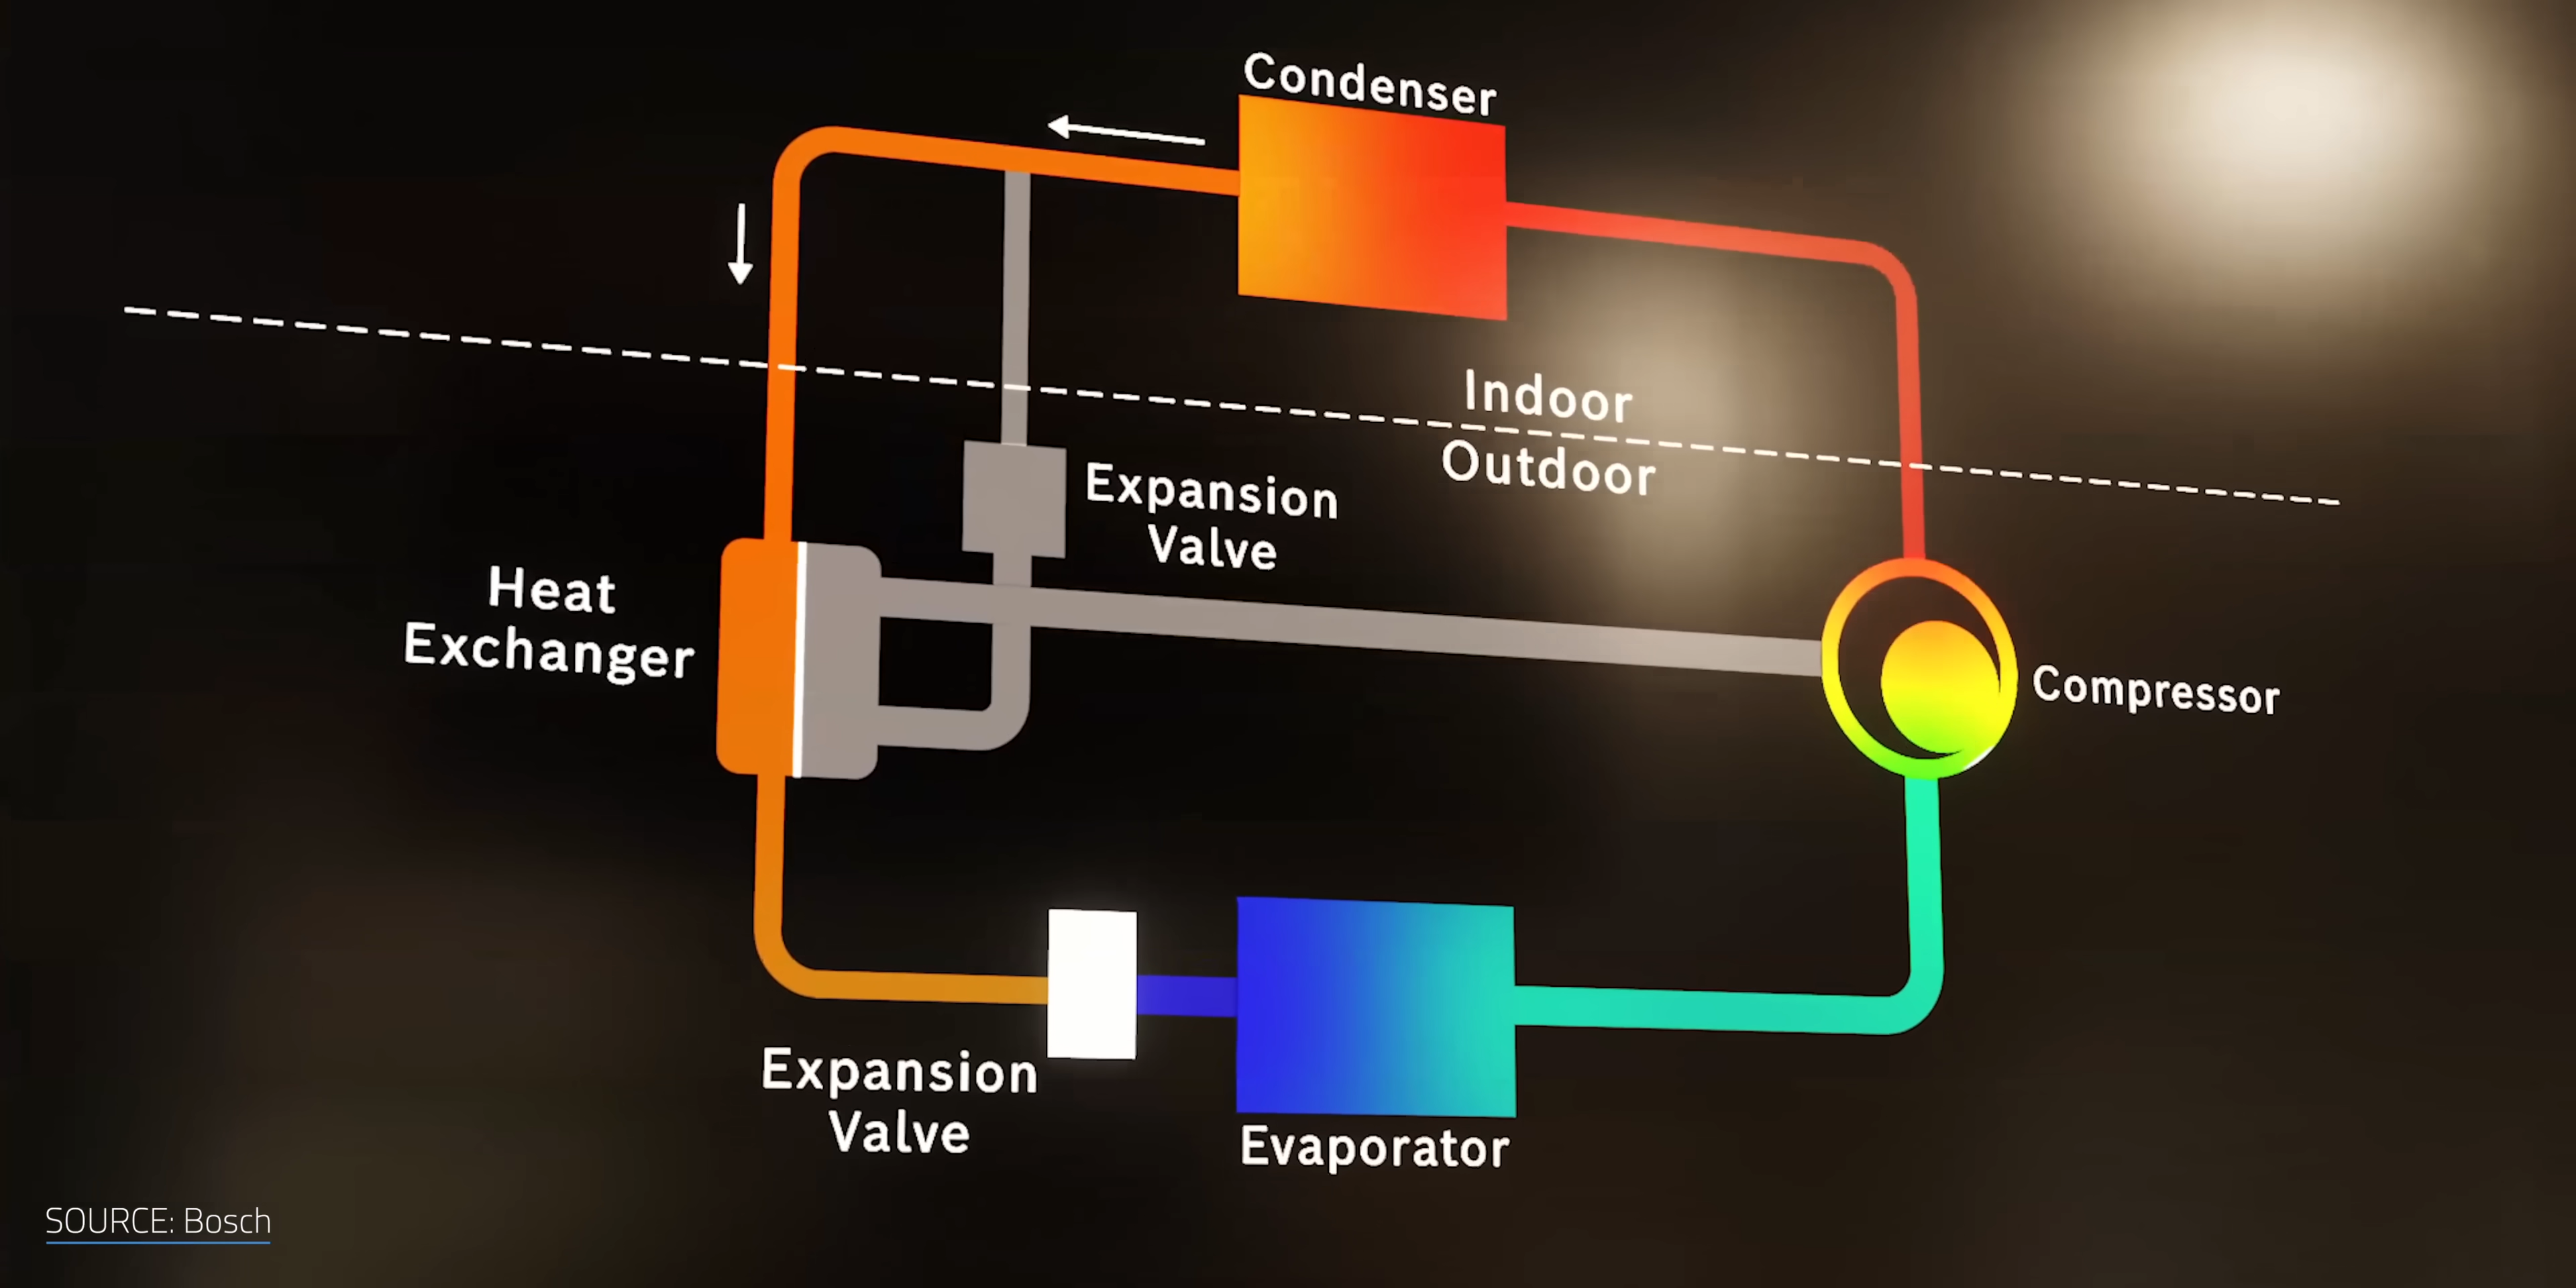 Condenser
Indoor
Outdoor
Expansion
Valve
Heat
Exchanger
Compressor
Expansion
Valve
Evaporator
SOURCE: Bosch